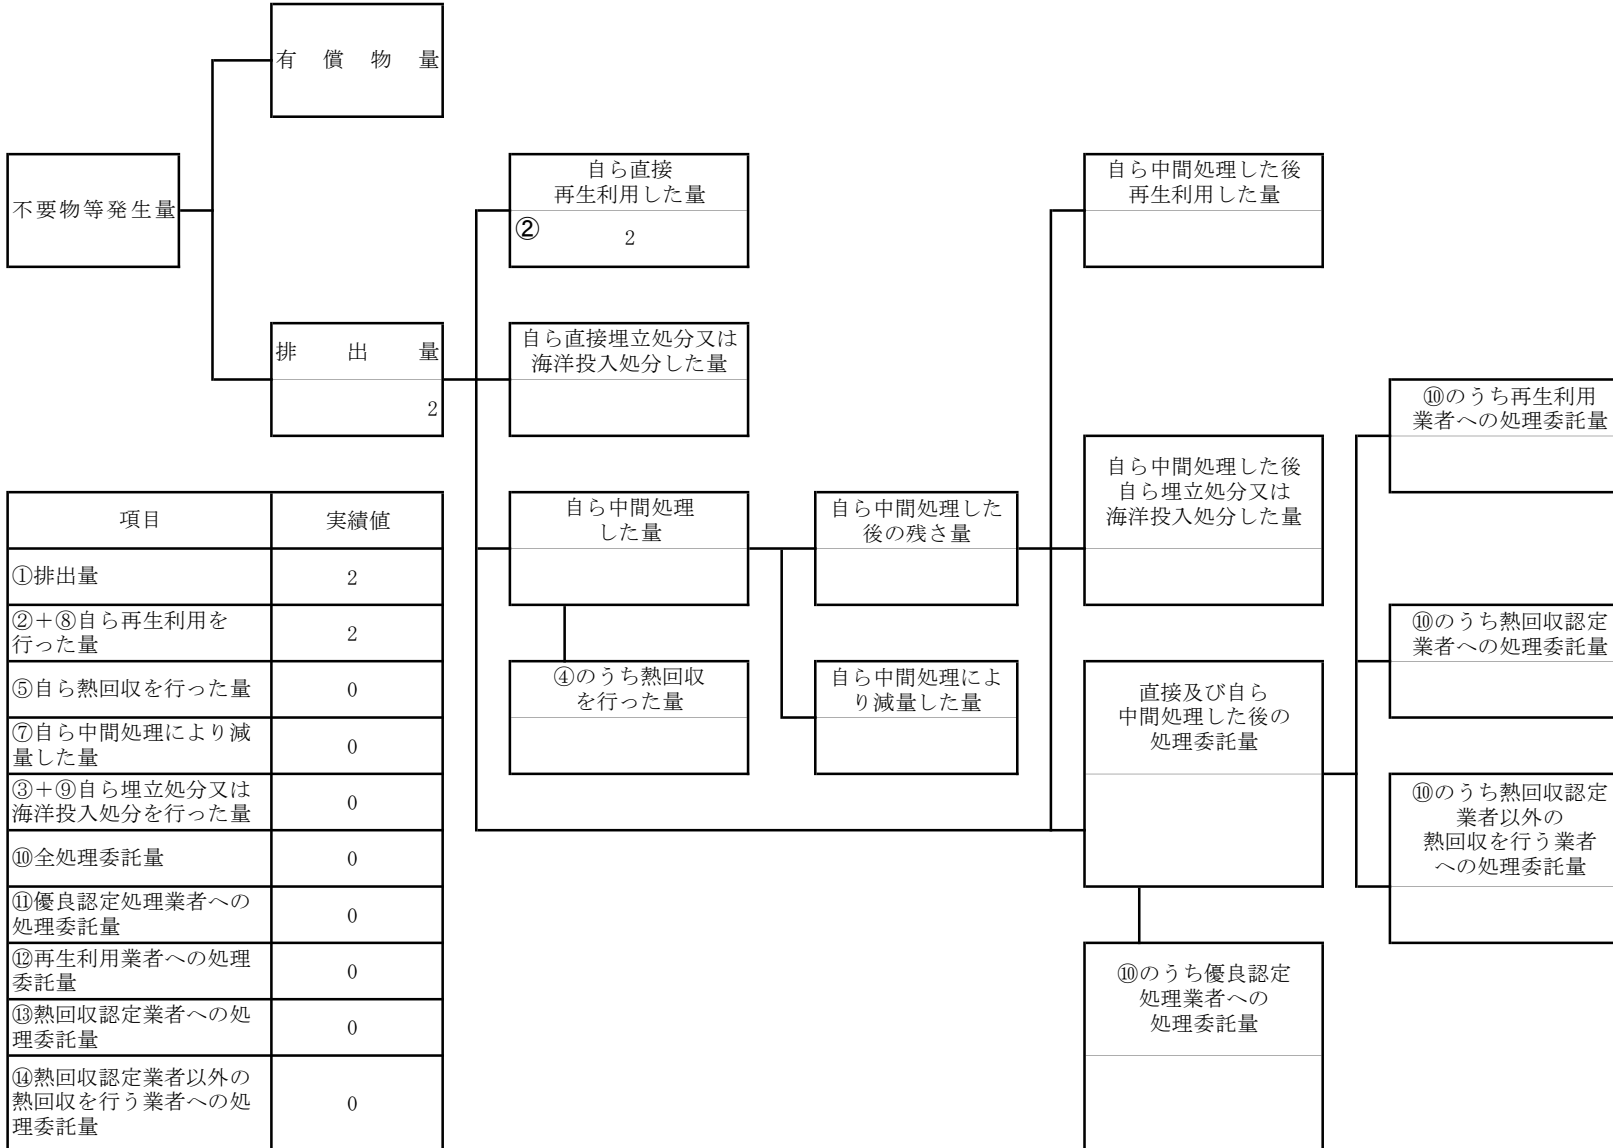 有償物量
不要物等発生量
自ら直接
再生利用した量
②
2
自ら中間処理した後
再生利用した量
排出量
2
自ら直接埋立処分又は
海洋投入処分した量
⑩のうち再生利用
業者への処理委託量
自ら中間処理
した量
自ら中間処理した
後の残さ量
自ら中間処理した後
自ら埋立処分又は
海洋投入処分した量
④のうち熱回収
を行った量
自ら中間処理によ
り減量した量
直接及び自ら
中間処理した後の
処理委託量
⑩のうち熱回収認定
業者への処理委託量
⑩のうち熱回収認定
業者以外の
熱回収を行う業者
への処理委託量
⑩のうち優良認定
処理業者への
処理委託量
項目 実績値
①排出量 2
②+⑧自ら再生利用を
行った量 2
⑤自ら熱回収を行った量 0
⑦自ら中間処理により減
量した量 0
③+⑨自ら埋立処分又は
海洋投入処分を行った量 0
⑩全処理委託量 0
⑪優良認定処理業者への
処理委託量 0
⑫再生利用業者への処理
委託量 0
⑬熱回収認定業者への処
理委託量 0
⑭熱回収認定業者以外の
熱回収を行う業者への処
理委託量 0